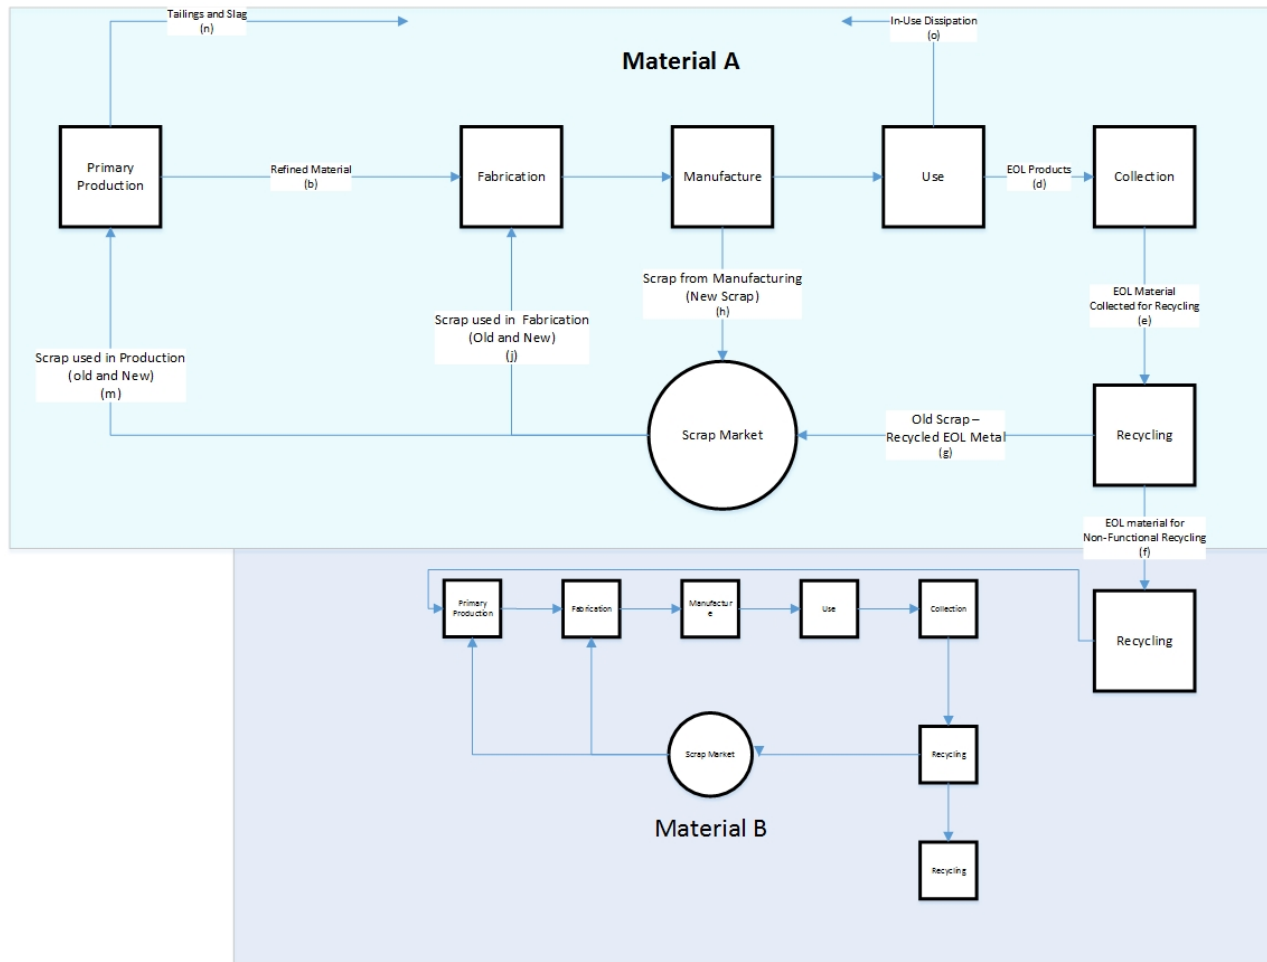 Tailings and Slag
(n)
In-Use Dissipation
(o)
Material A
Primary
Production
Refined Material
(b)
Fabrication
Manufacture
Use
EOL Products
(d)
Collection
Scrap from Manufacturing
(New Scrap)
(h)
EOL Material
Collected for Recycling
(e)
Scrap used in  Fabrication
(Old and New)
(j)
Scrap used in Production
(old and New)
(m)
Scrap Market
Old Scrap –
Recycled EOL Metal
(g)
Recycling
EOL material for
Non-Functional Recycling
(f)
Primary
Production
Fabrication
Manufactur
e
Use
Collection
Recycling
Scrap Market
Recycling
Material B
Recycling